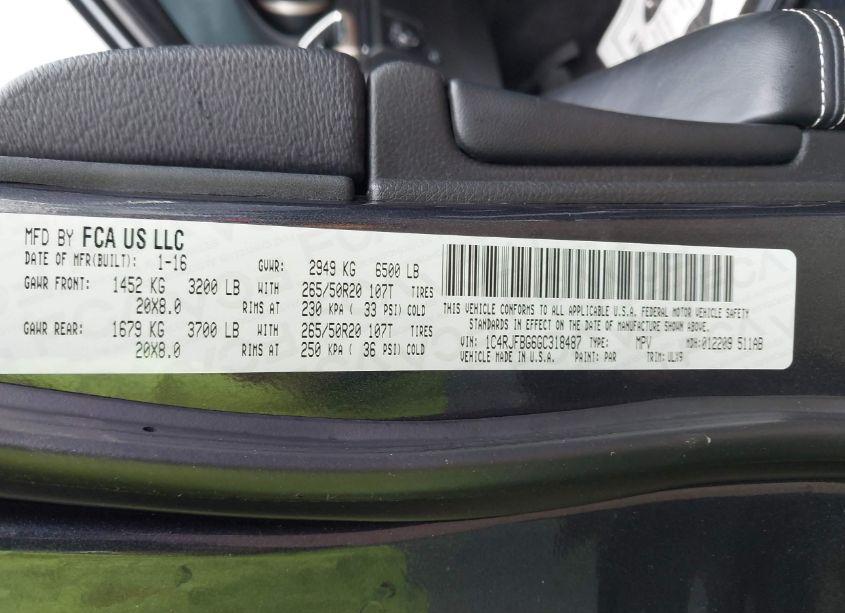 MFD BY FCA US LLC
DATE OF MFR(BUILT): 1-16 GVWR: 2949 KG 6500 LB
GAWR FRONT: 1452 KG 3200 LB WITH 265/50R20 107T TIRES
20X8.0 RIMS AT 230 KPA ( 33 PSI) COLD
GAWR REAR: 1679 KG 3700 LB WITH 265/50R20 107T TIRES
20X8.0 RIMS AT 250 KPA ( 36 PSI) COLD
THIS VEHICLE CONFORMS TO ALL APPLICABLE U.S.A. FEDERAL MOTOR VEHICLE SAFETY
STANDARDS IN EFFECT ON THE DATE OF MANUFACTURE SHOWN ABOVE.
VIN: 1C4RJFBG6GC318487 TYPE: MPV MDH: 012209 511AB
MADE IN U.S.A. PAINT: PAR TRIM: ULX9